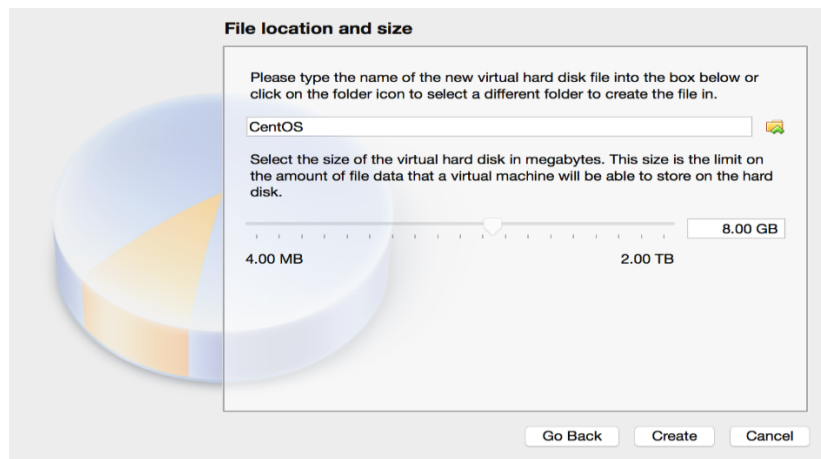 File location and size
Please type the name of the new virtual hard disk file into the box below or
click on the folder icon to select a different folder to create the file in.
CentOS
Select the size of the virtual hard disk in megabytes. This size is the limit on
the amount of file data that a virtual machine will be able to store on the hard
disk.
8.00 GB
4.00 MB 2.00 TB
Go Back Create Cancel